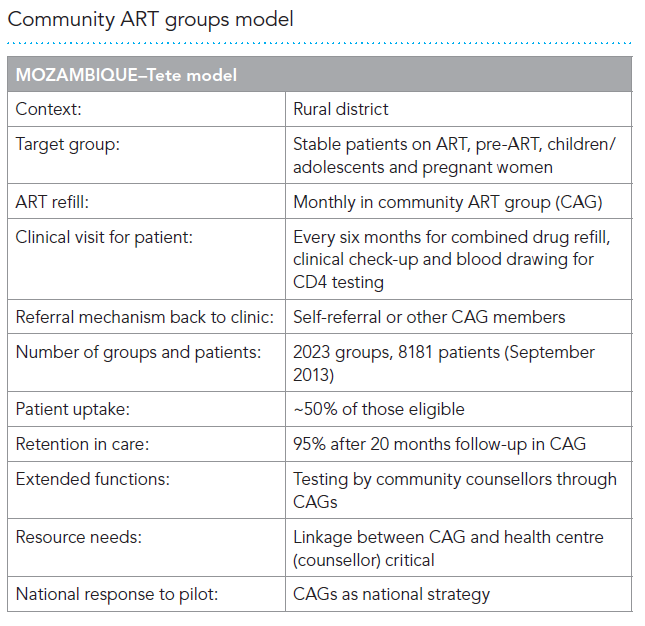 Community ART groups model
MOZAMBIQUE–Tete model
Context: Rural district
Target group: Stable patients on ART, pre-ART, children/
adolescents and pregnant women
ART refill: Monthly in community ART group (CAG)
Clinical visit for patient: Every six months for combined drug refill,
clinical check-up and blood drawing for
CD4 testing
Referral mechanism back to clinic: Self-referral or other CAG members
Number of groups and patients: 2023 groups, 8181 patients (September
2013)
Patient uptake: ~50% of those eligible
Retention in care: 95% after 20 months follow-up in CAG
Extended functions: Testing by community counsellors through
CAGs
Resource needs: Linkage between CAG and health centre
(counsellor) critical
National response to pilot: CAGs as national strategy